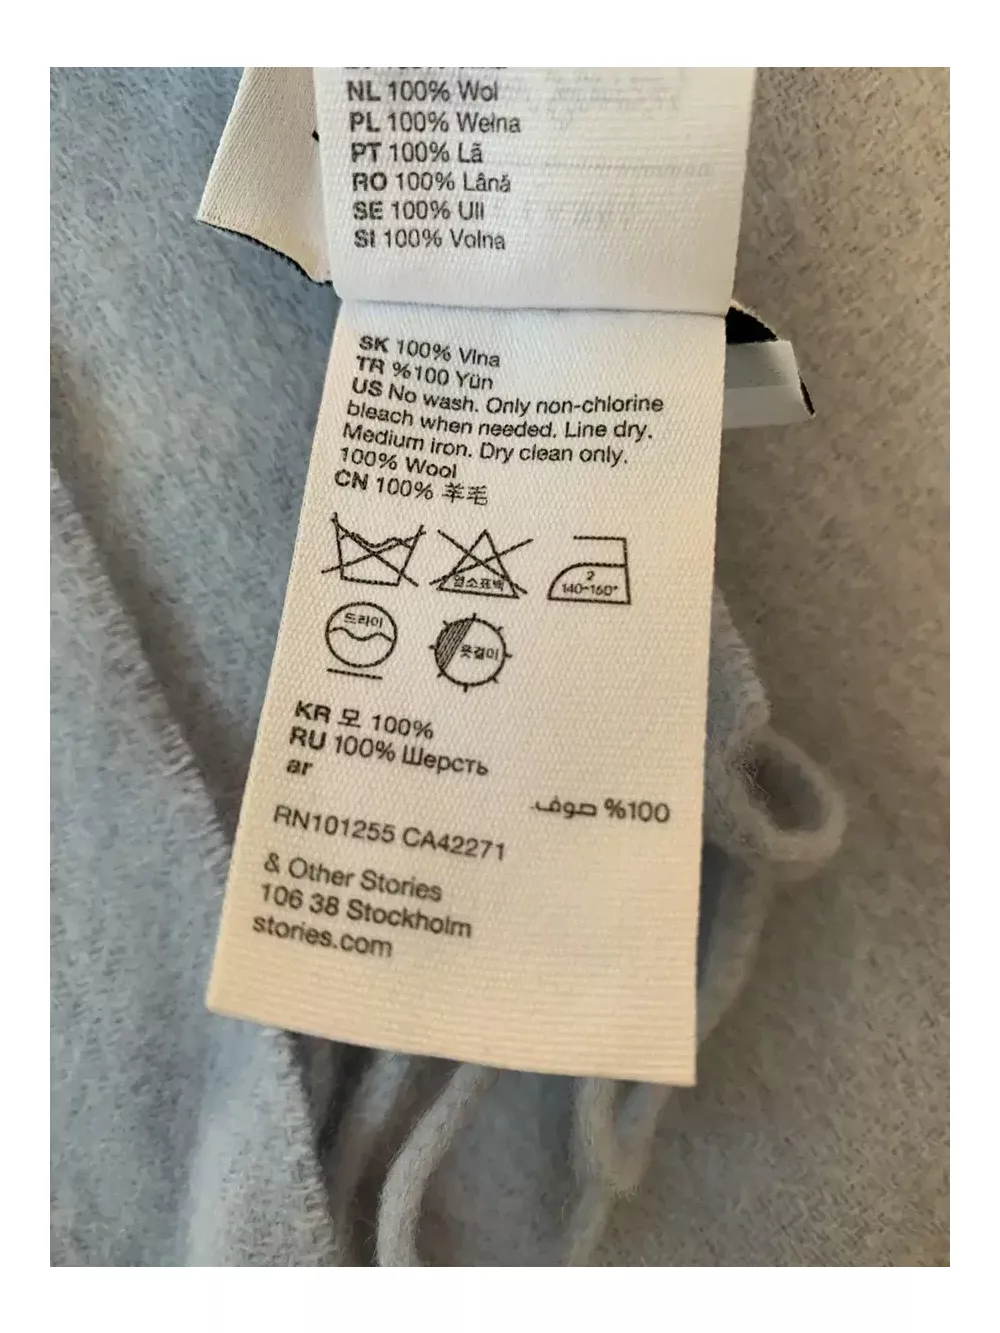 NL 100% Wol
PL 100% Wełna
PT 100% Lã
RO 100% Lână
SE 100% Ull
SI 100% Volna
SK 100% Vlna
TR %100 Yün
US No wash. Only non-chlorine
bleach when needed. Line dry.
Medium iron. Dry clean only.
100% Wool
CN 100% 羊毛
염소표백
2
140~160°
드라이
옷걸이
KR 모 100%
RU 100% Шерсть
ar
100% صوف.
RN101255 CA42271
& Other Stories
106 38 Stockholm
stories.com